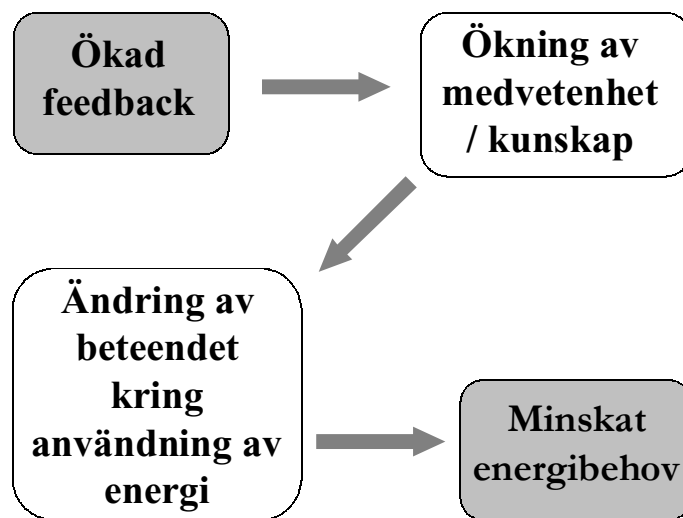 Ökad
feedback
Ökning av
medvetenhet
/ kunskap
Ändring av
beteendet
kring
användning av
energi
Minskat
energibehov